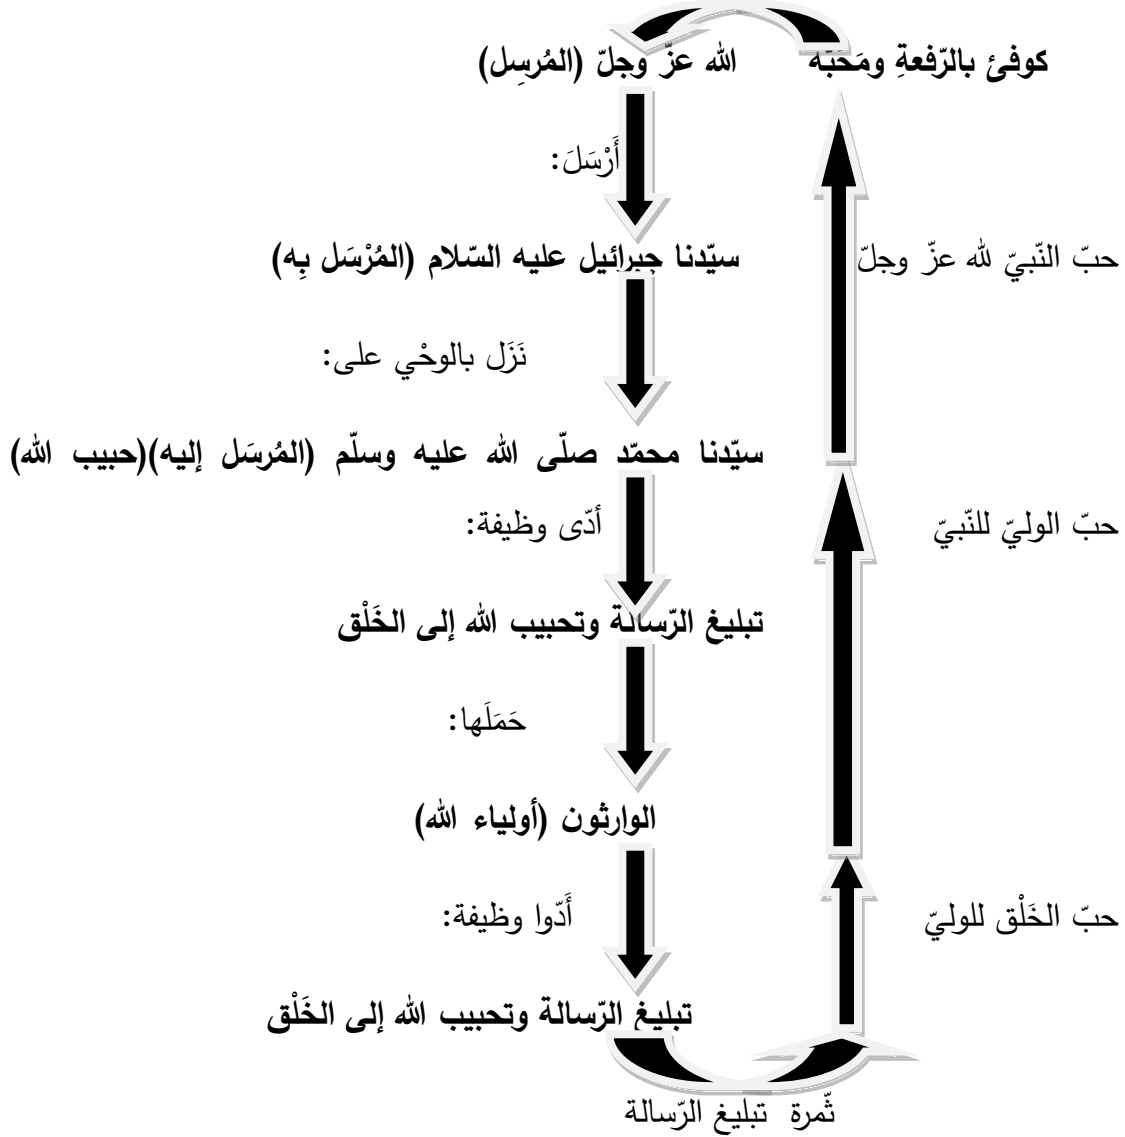 كوفئ بالرّفعةِ ومَحَبّه الله عزّ وجلّ (المُرسِل)
أَرْسَلَ:
حبّ النّبيّ لله عزّ وجلّ سيّدنا جبرائيل عليه السّلام (المُرْسَل بِه)
نَزَل بالوحْي على:
سيّدنا محمّد صلّى الله عليه وسلّم (المُرسَل إليه)(حبيب الله)
حبّ الوليّ للنّبيّ أدّى وظيفة:
تبليغ الرّسالة وتحبيب الله إلى الخَلْق
حَمَلَها:
الوارثون (أولياء الله)
حبّ الخَلْق للوليّ أَدّوا وظيفة:
تبليغ الرّسالة وتحبيب الله إلى الخَلْق
ثّمرة تبليغ الرّسالة